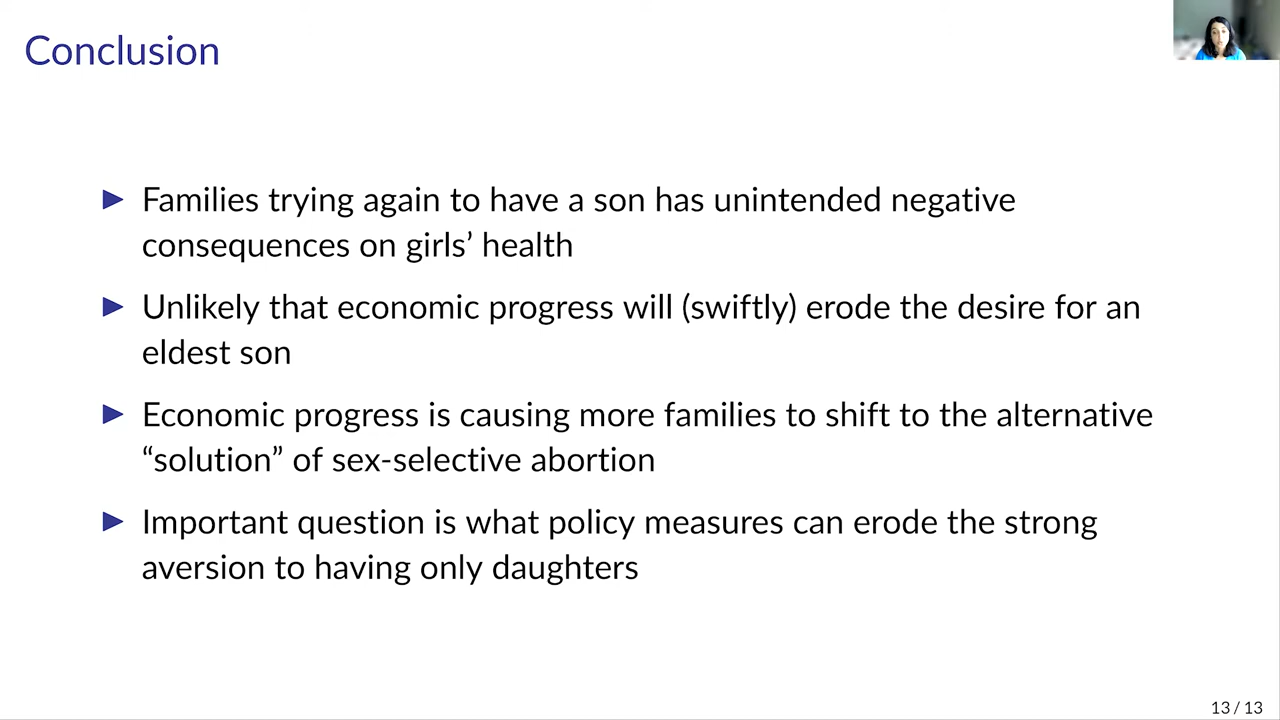 Conclusion
Families trying again to have a son has unintended negative
consequences on girls’ health
Unlikely that economic progress will (swiftly) erode the desire for an
eldest son
Economic progress is causing more families to shift to the alternative
“solution” of sex-selective abortion
Important question is what policy measures can erode the strong
aversion to having only daughters
13 / 13